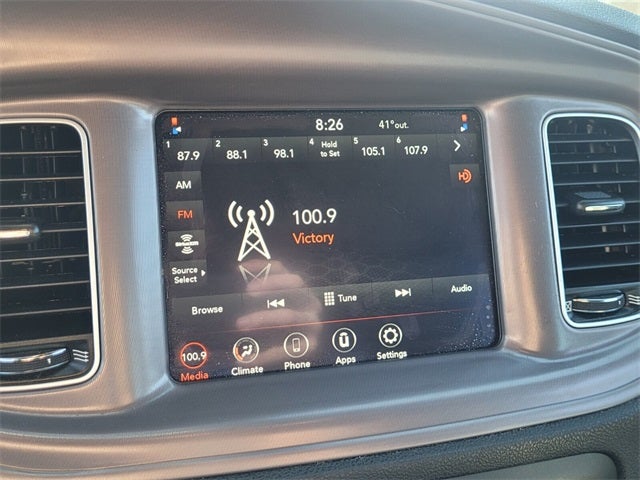 8:26 41° out.
1 87.9 2 88.1 3 98.1 4 Hold to Set 5 105.1 6 107.9
AM
HD
FM
100.9
Victory
SiriusXM
Source Select
Browse Tune Audio
100.9
Media Climate Phone Apps Settings